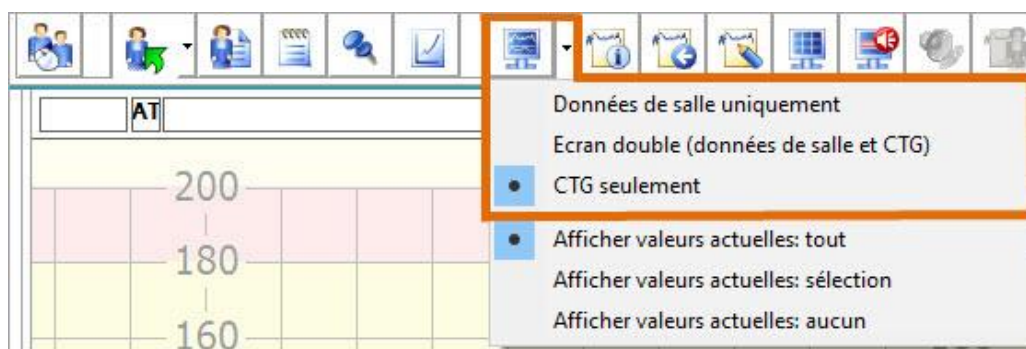 AT
Données de salle uniquement
Ecran double (données de salle et CTG)
CTG seulement
Afficher valeurs actuelles: tout
Afficher valeurs actuelles: sélection
Afficher valeurs actuelles: aucun
200
180
160